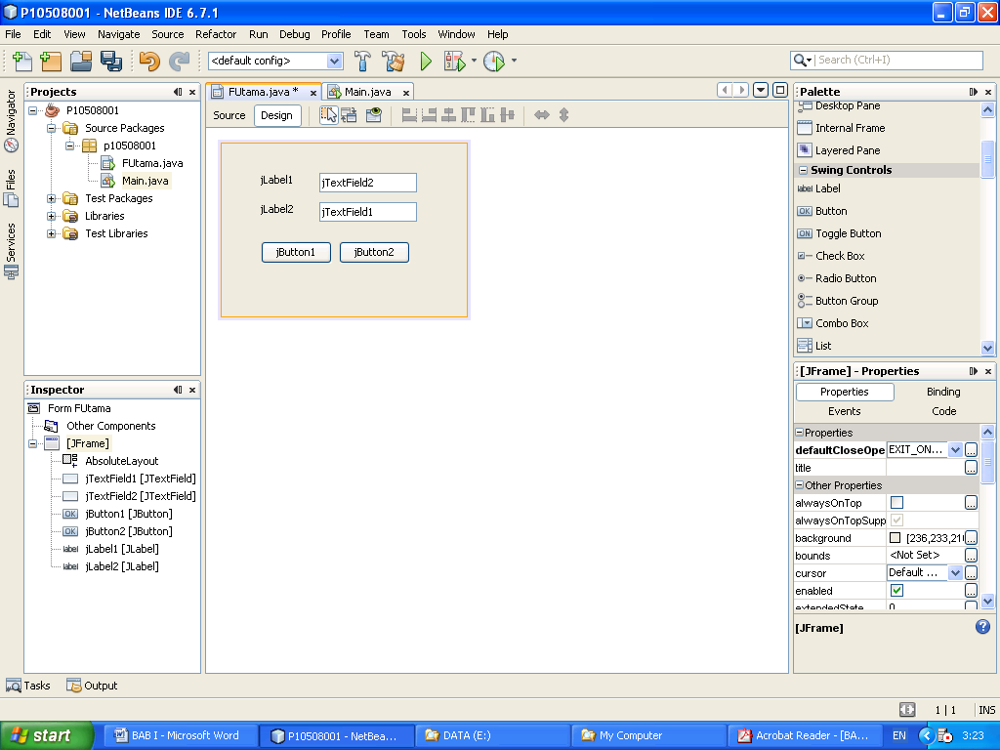 P10508001 - NetBeans IDE 6.7.1
File Edit View Navigate Source Refactor Run Debug Profile Team Tools Window Help
<default config>
Search (Ctrl+I)
Navigator
Files
Services
Projects
P10508001
Source Packages
p10508001
FUtama.java
Main.java
Test Packages
Libraries
Test Libraries
Inspector
Form FUtama
Other Components
[JFrame]
AbsoluteLayout
jTextField1 [JTextField]
jTextField2 [JTextField]
OK jButton1 [JButton]
OK jButton2 [JButton]
label jLabel1 [JLabel]
label jLabel2 [JLabel]
FUtama.java * Main.java
Source Design
jLabel1 jTextField2
jLabel2 jTextField1
jButton1 jButton2
Palette
Desktop Pane
Internal Frame
Layered Pane
Swing Controls
label Label
OK Button
ON Toggle Button
Check Box
Radio Button
Button Group
Combo Box
List
[JFrame] - Properties
Properties Binding
Events Code
Properties
defaultCloseOpe EXIT_ON... ...
title ...
Other Properties
alwaysOnTop ...
alwaysOnTopSupp
background [236,233,21 ...
bounds <Not Set> ...
cursor Default ... ...
enabled ...
extendedState 0
[JFrame]
Tasks Output
1 | 1 INS
start BAB I - Microsoft Word P10508001 - NetBea... DATA (E:) My Computer Acrobat Reader - [BA... EN 3:23